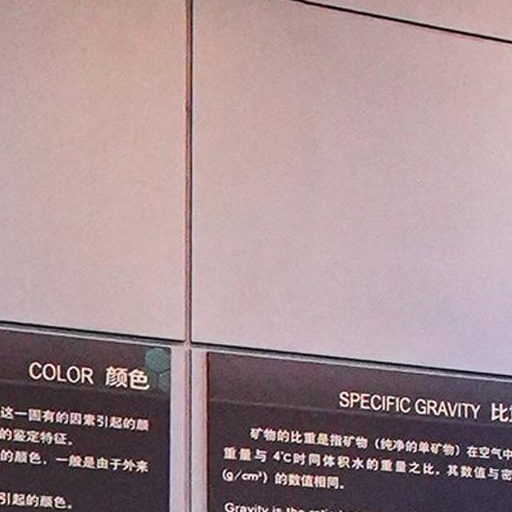 COLOR 颜色
这一固有的因素引起的颜
的鉴定特征。
的颜色，一般是由于外来
引起的颜色。
SPECIFIC GRAVITY 比
矿物的比重是指矿物（纯净的单矿物）在空气中
重量与 4℃时同体积水的重量之比。其数值与密
(g/cm³) 的数值相同。
Gravity is the